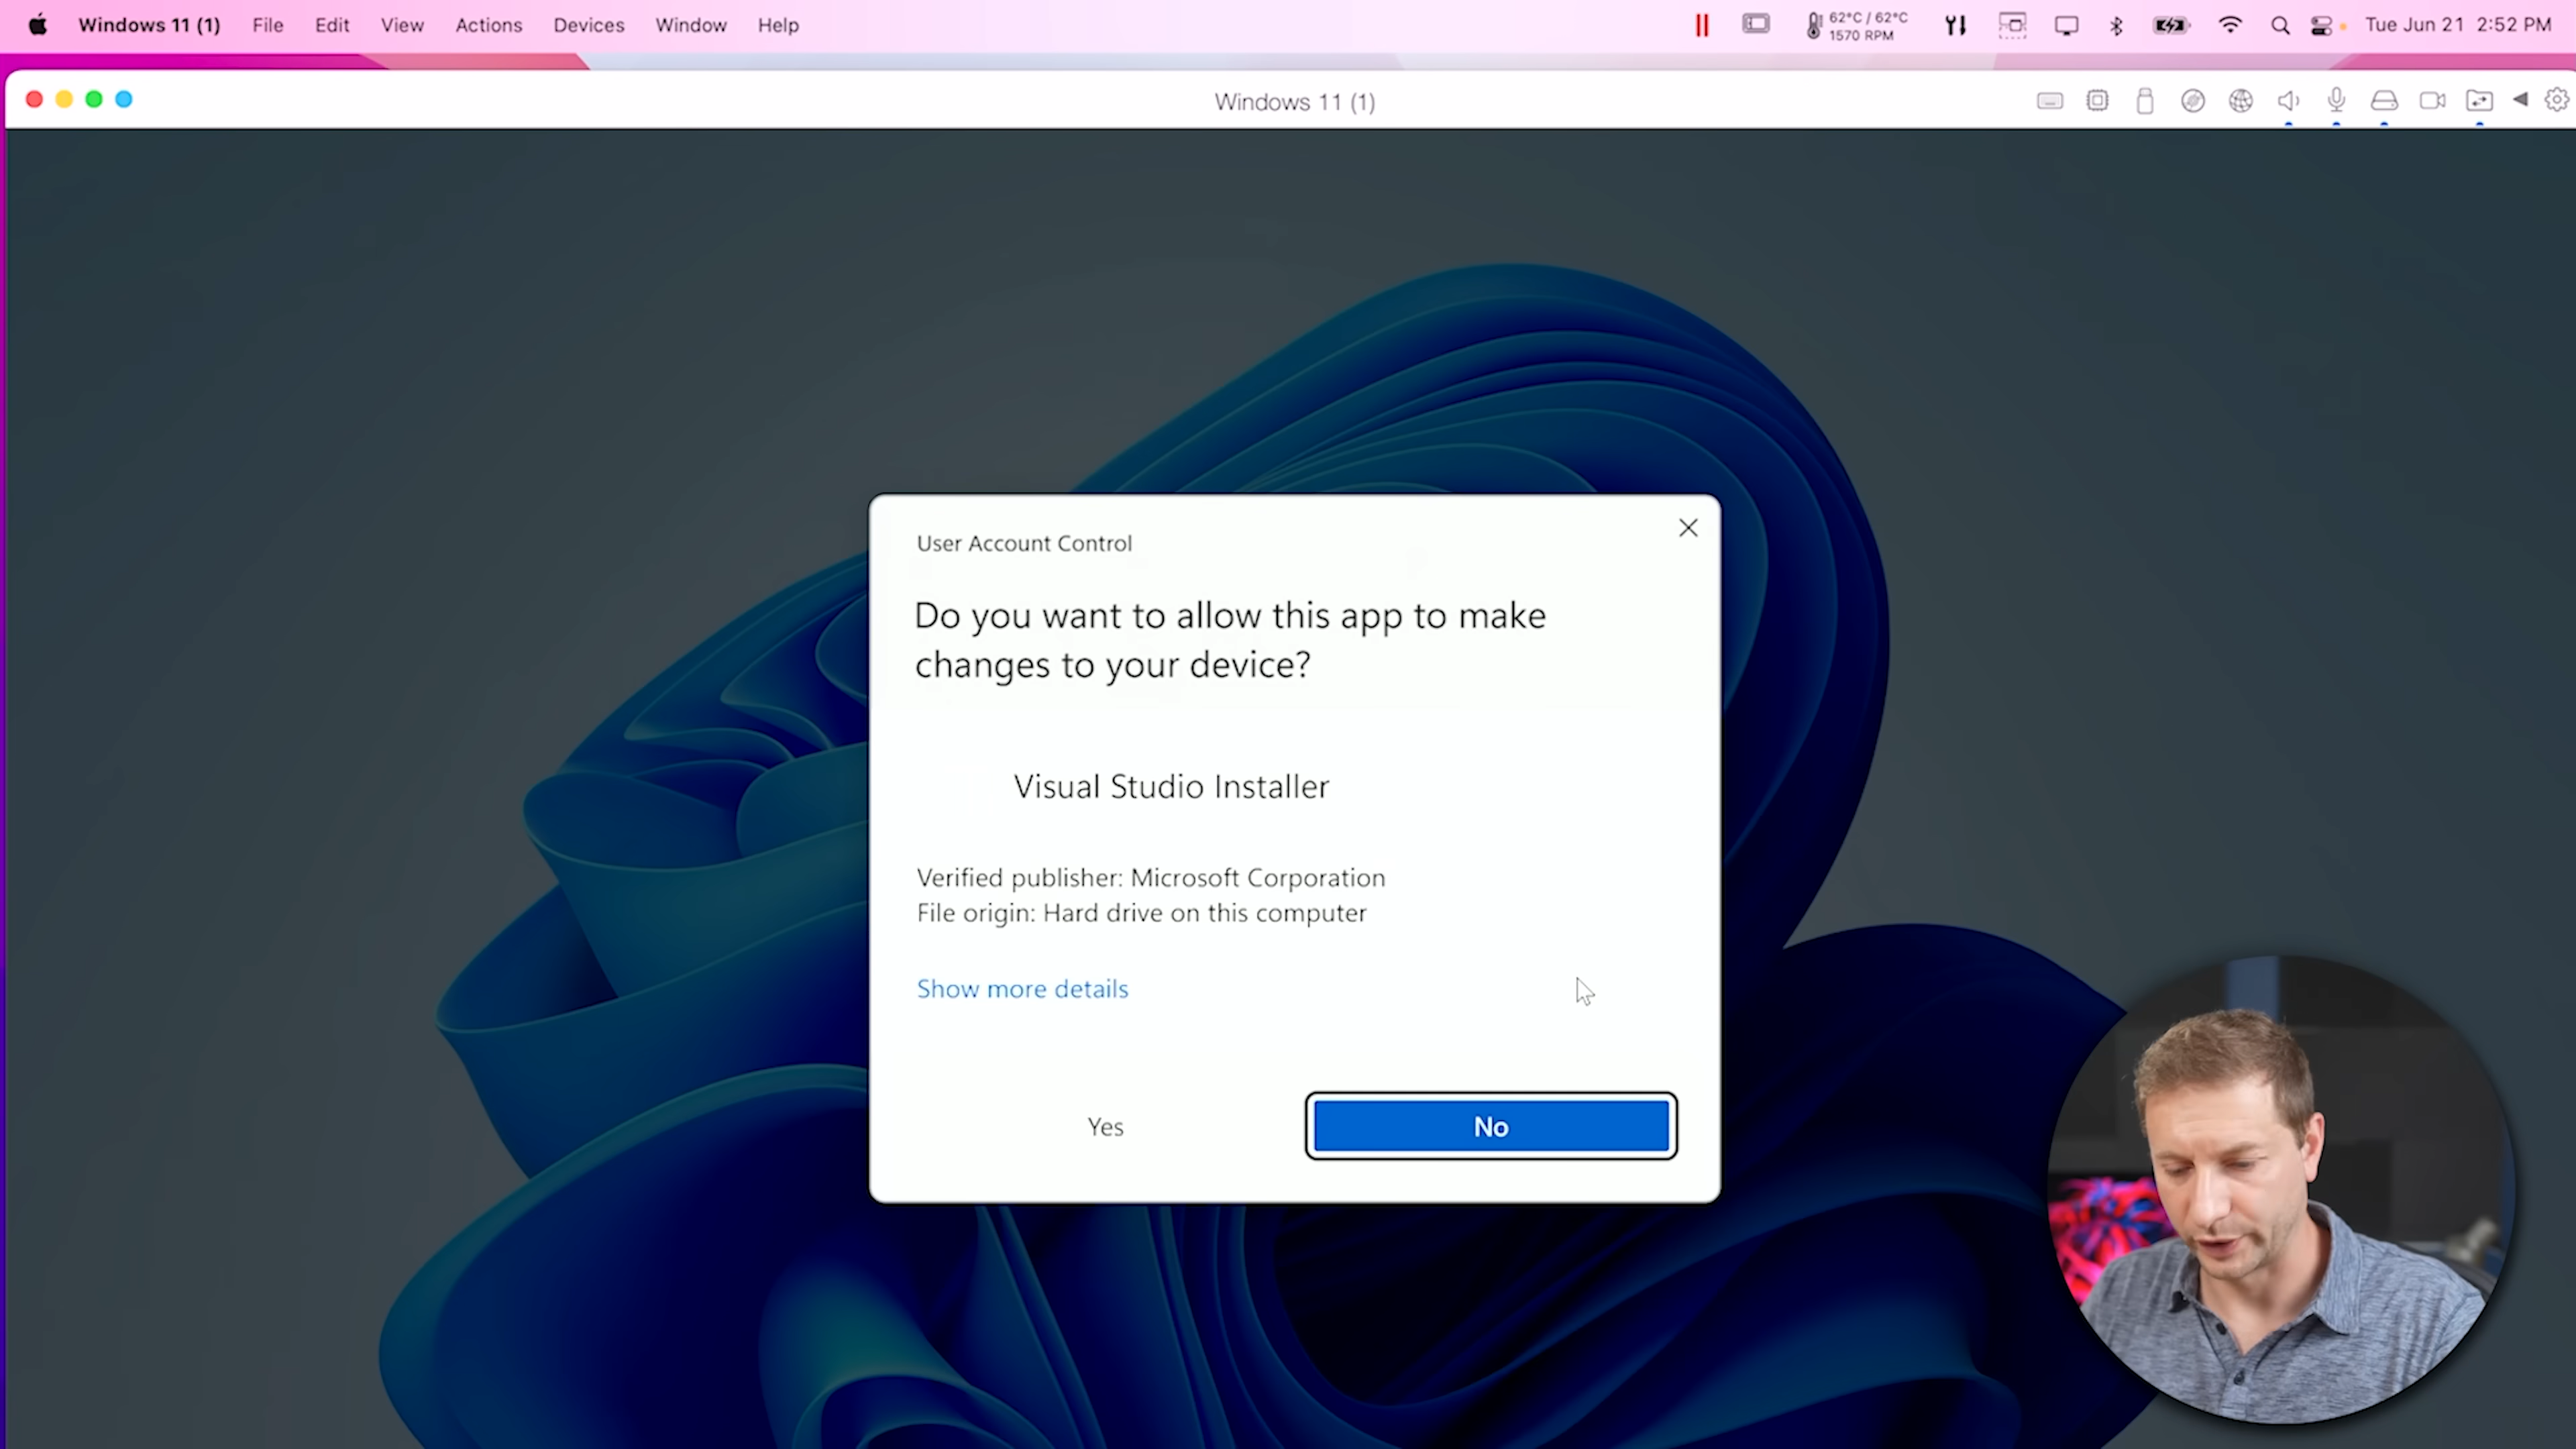 Windows 11 (1) File Edit View Actions Devices Window Help
62°C / 62°C
1570 RPM
Tue Jun 21 2:52 PM
Windows 11 (1)
User Account Control
Do you want to allow this app to make
changes to your device?
Visual Studio Installer
Verified publisher: Microsoft Corporation
File origin: Hard drive on this computer
Show more details
Yes
No